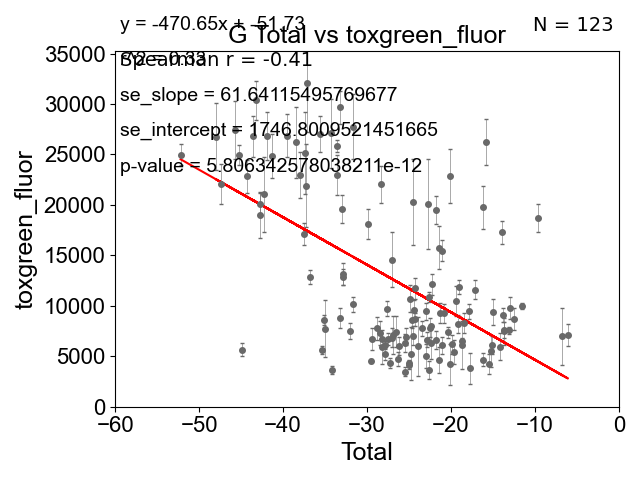 y = -470.65x + -51.73
G Total vs toxgreen_fluor
N = 123
r^2 = 0.33
Spearman r = -0.41
se_slope = 61.64115495769677
se_intercept = 1746.8009521451665
p-value = 5.806342578038211e-12
toxgreen_fluor
35000
30000
25000
20000
15000
10000
5000
0
−60
−50
−40
−30
−20
−10
0
Total